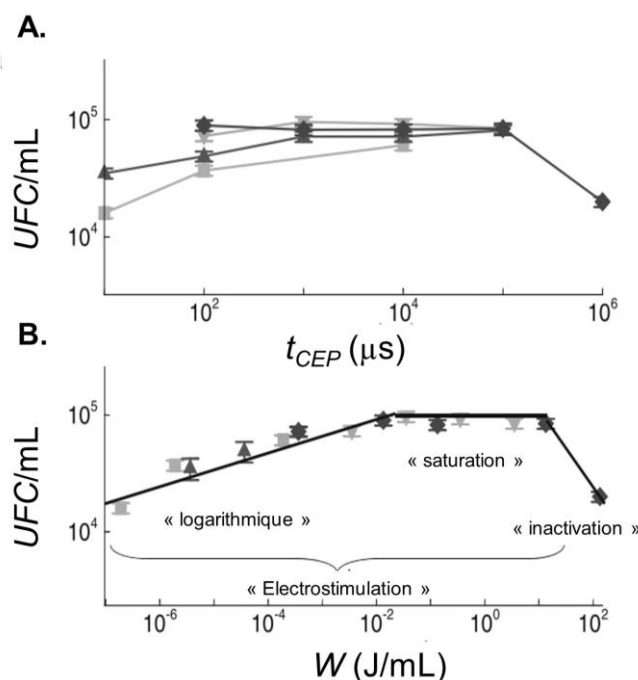 A.
UFC/mL
10^5
10^4
10^2
10^4
10^6
t_CEP (μs)
B.
UFC/mL
10^5
10^4
« saturation »
« logarithmique »
« inactivation »
« Electrostimulation »
10^-6
10^-4
10^-2
10^0
10^2
W (J/mL)